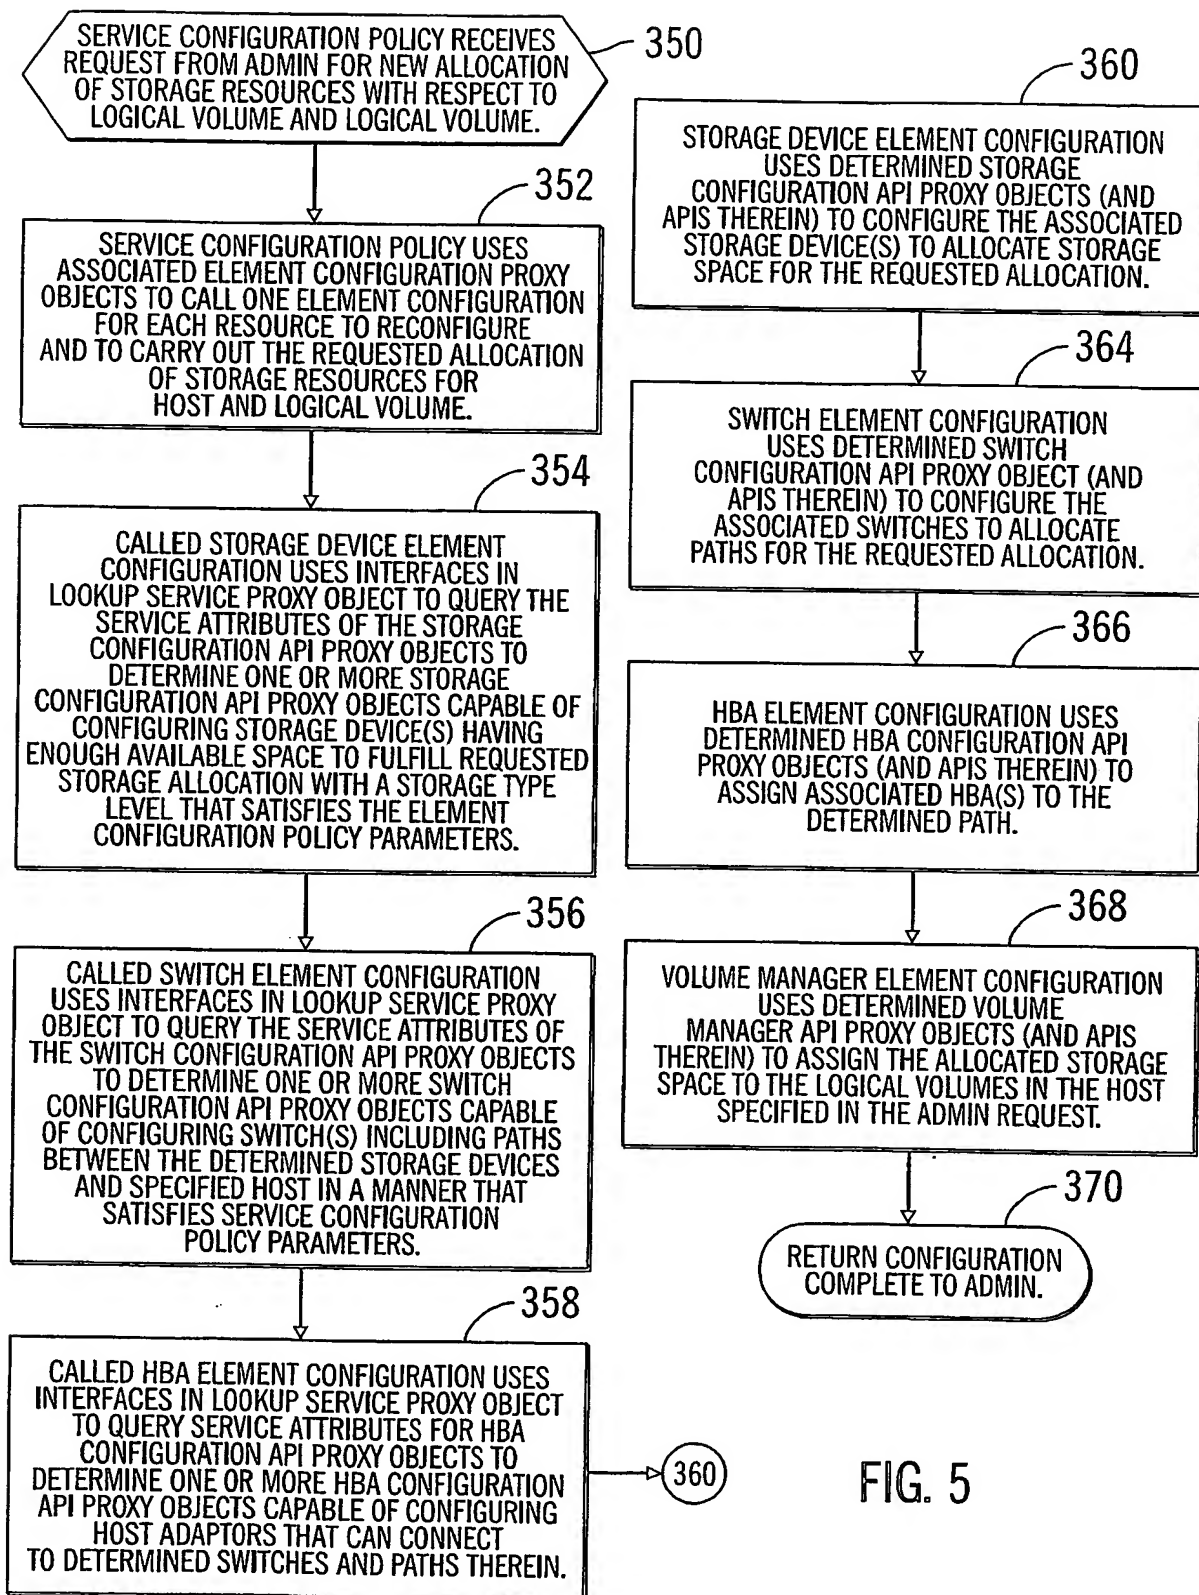 SERVICE CONFIGURATION POLICY RECEIVES
REQUEST FROM ADMIN FOR NEW ALLOCATION
OF STORAGE RESOURCES WITH RESPECT TO
LOGICAL VOLUME AND LOGICAL VOLUME.
350
352
SERVICE CONFIGURATION POLICY USES
ASSOCIATED ELEMENT CONFIGURATION PROXY
OBJECTS TO CALL ONE ELEMENT CONFIGURATION
FOR EACH RESOURCE TO RECONFIGURE
AND TO CARRY OUT THE REQUESTED ALLOCATION
OF STORAGE RESOURCES FOR
HOST AND LOGICAL VOLUME.
354
CALLED STORAGE DEVICE ELEMENT
CONFIGURATION USES INTERFACES IN
LOOKUP SERVICE PROXY OBJECT TO QUERY THE
SERVICE ATTRIBUTES OF THE STORAGE
CONFIGURATION API PROXY OBJECTS TO
DETERMINE ONE OR MORE STORAGE
CONFIGURATION API PROXY OBJECTS CAPABLE OF
CONFIGURING STORAGE DEVICE(S) HAVING
ENOUGH AVAILABLE SPACE TO FULFILL REQUESTED
STORAGE ALLOCATION WITH A STORAGE TYPE
LEVEL THAT SATISFIES THE ELEMENT
CONFIGURATION POLICY PARAMETERS.
356
CALLED SWITCH ELEMENT CONFIGURATION
USES INTERFACES IN LOOKUP SERVICE PROXY
OBJECT TO QUERY THE SERVICE ATTRIBUTES OF
THE SWITCH CONFIGURATION API PROXY OBJECTS
TO DETERMINE ONE OR MORE SWITCH
CONFIGURATION API PROXY OBJECTS CAPABLE
OF CONFIGURING SWITCH(S) INCLUDING PATHS
BETWEEN THE DETERMINED STORAGE DEVICES
AND SPECIFIED HOST IN A MANNER THAT
SATISFIES SERVICE CONFIGURATION
POLICY PARAMETERS.
358
CALLED HBA ELEMENT CONFIGURATION USES
INTERFACES IN LOOKUP SERVICE PROXY OBJECT
TO QUERY SERVICE ATTRIBUTES FOR HBA
CONFIGURATION API PROXY OBJECTS TO
DETERMINE ONE OR MORE HBA CONFIGURATION
API PROXY OBJECTS CAPABLE OF CONFIGURING
HOST ADAPTORS THAT CAN CONNECT
TO DETERMINED SWITCHES AND PATHS THEREIN.
360
360
STORAGE DEVICE ELEMENT CONFIGURATION
USES DETERMINED STORAGE
CONFIGURATION API PROXY OBJECTS (AND
APIS THEREIN) TO CONFIGURE THE ASSOCIATED
STORAGE DEVICE(S) TO ALLOCATE STORAGE
SPACE FOR THE REQUESTED ALLOCATION.
364
SWITCH ELEMENT CONFIGURATION
USES DETERMINED SWITCH
CONFIGURATION API PROXY OBJECT (AND
APIS THEREIN) TO CONFIGURE THE
ASSOCIATED SWITCHES TO ALLOCATE
PATHS FOR THE REQUESTED ALLOCATION.
366
HBA ELEMENT CONFIGURATION USES
DETERMINED HBA CONFIGURATION API
PROXY OBJECTS (AND APIS THEREIN) TO
ASSIGN ASSOCIATED HBA(S) TO THE
DETERMINED PATH.
368
VOLUME MANAGER ELEMENT CONFIGURATION
USES DETERMINED VOLUME
MANAGER API PROXY OBJECTS (AND APIS
THEREIN) TO ASSIGN THE ALLOCATED STORAGE
SPACE TO THE LOGICAL VOLUMES IN THE HOST
SPECIFIED IN THE ADMIN REQUEST.
370
RETURN CONFIGURATION
COMPLETE TO ADMIN.
FIG. 5